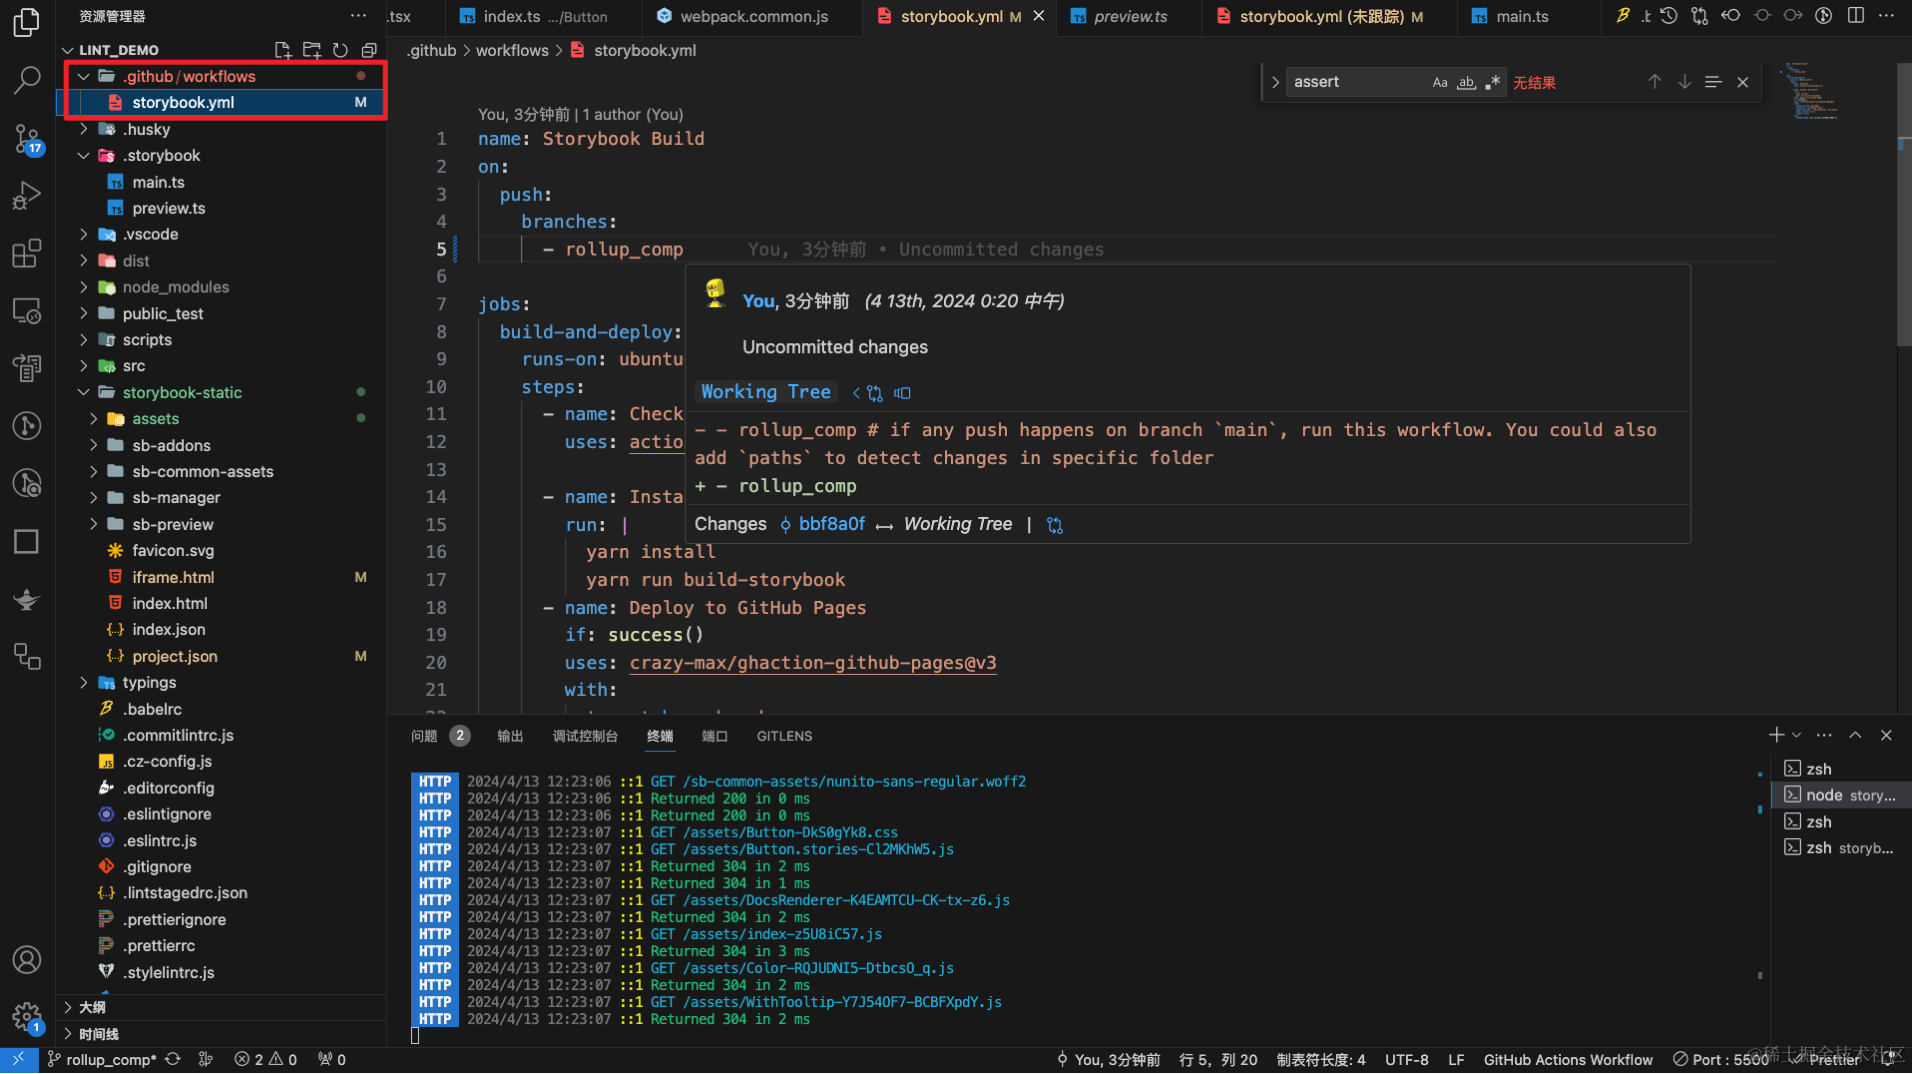 资源管理器 ···
.tsx
index.ts .../Button
webpack.common.js
storybook.yml M
preview.ts
storybook.yml (未跟踪) M
main.ts
LINT_DEMO
.github/workflows
storybook.yml M
.husky
.storybook
main.ts
preview.ts
.vscode
dist
node_modules
public_test
scripts
src
storybook-static
assets
sb-addons
sb-common-assets
sb-manager
sb-preview
favicon.svg
iframe.html M
index.html
index.json
project.json M
typings
.babelrc
.commitlintrc.js
.cz-config.js
.editorconfig
.eslintignore
.eslintrc.js
.gitignore
.lintstagedrc.json
.prettierignore
.prettierrc
.stylelintrc.js
大纲
时间线
17
1
.github > workflows > storybook.yml
assert Aa ab .* 无结果
You, 3分钟前 | 1 author (You)
1 name: Storybook Build
2 on:
3 push:
4 branches:
5 - rollup_comp You, 3分钟前 • Uncommitted changes
6
7 jobs:
8 build-and-deploy:
9 runs-on: ubuntu
10 steps:
11 - name: Check
12 uses: actio
13
14 - name: Insta
15 run: |
16 yarn install
17 yarn run build-storybook
18 - name: Deploy to GitHub Pages
19 if: success()
20 uses: crazy-max/ghaction-github-pages@v3
21 with:
You, 3分钟前 (4 13th, 2024 0:20 中午)
Uncommitted changes
Working Tree
- - rollup_comp # if any push happens on branch `main`, run this workflow. You could also
add `paths` to detect changes in specific folder
+ - rollup_comp
Changes bbf8a0f ⟷ Working Tree |
问题 2 输出 调试控制台 终端 端口 GITLENS
HTTP 2024/4/13 12:23:06 ::1 GET /sb-common-assets/nunito-sans-regular.woff2
HTTP 2024/4/13 12:23:06 ::1 Returned 200 in 0 ms
HTTP 2024/4/13 12:23:06 ::1 Returned 200 in 0 ms
HTTP 2024/4/13 12:23:07 ::1 GET /assets/Button-DkS0gYk8.css
HTTP 2024/4/13 12:23:07 ::1 GET /assets/Button.stories-Cl2MKhW5.js
HTTP 2024/4/13 12:23:07 ::1 Returned 304 in 2 ms
HTTP 2024/4/13 12:23:07 ::1 Returned 304 in 1 ms
HTTP 2024/4/13 12:23:07 ::1 GET /assets/DocsRenderer-K4EAMTCU-CK-tx-z6.js
HTTP 2024/4/13 12:23:07 ::1 Returned 304 in 2 ms
HTTP 2024/4/13 12:23:07 ::1 GET /assets/index-z5U8iC57.js
HTTP 2024/4/13 12:23:07 ::1 Returned 304 in 3 ms
HTTP 2024/4/13 12:23:07 ::1 GET /assets/Color-RQJUDNI5-DtbcsO_q.js
HTTP 2024/4/13 12:23:07 ::1 Returned 304 in 2 ms
HTTP 2024/4/13 12:23:07 ::1 GET /assets/WithTooltip-Y7J54OF7-BCBFXpdY.js
HTTP 2024/4/13 12:23:07 ::1 Returned 304 in 2 ms
zsh
node story...
zsh
zsh storyb...
rollup_comp* 2 0 0
You, 3分钟前 行 5，列 20 制表符长度: 4 UTF-8 LF GitHub Actions Workflow Port : 5500 Prettier
@稀土掘金技术社区